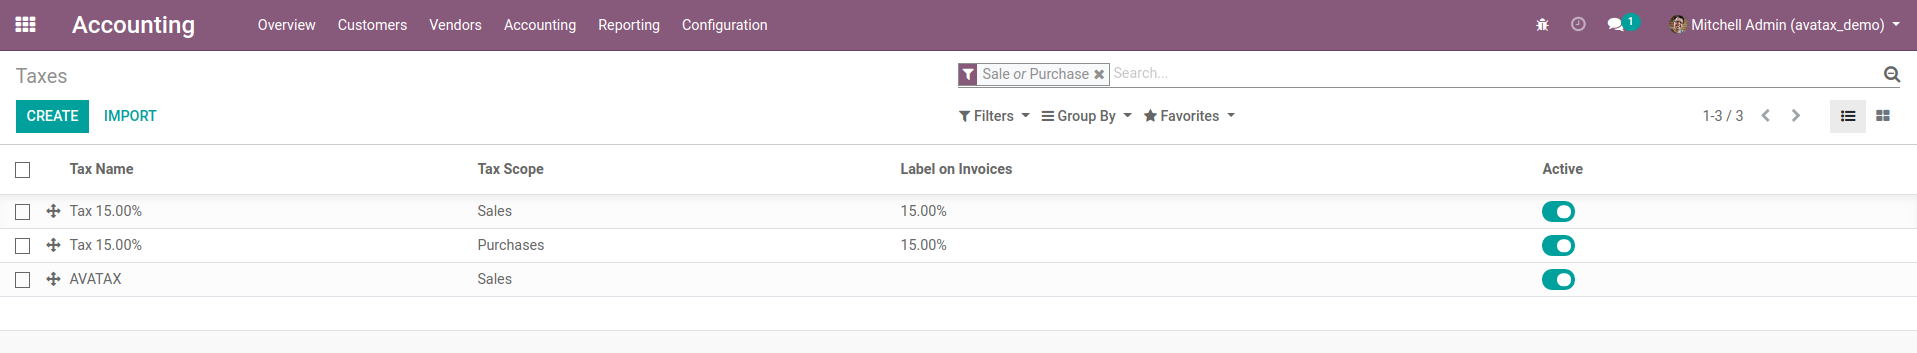 Accounting Overview Customers Vendors Accounting Reporting Configuration 1 Mitchell Admin (avatax_demo)
Taxes Sale or Purchase Search...
CREATE IMPORT Filters Group By Favorites 1-3 / 3
Tax Name Tax Scope Label on Invoices Active
Tax 15.00% Sales 15.00%
Tax 15.00% Purchases 15.00%
AVATAX Sales